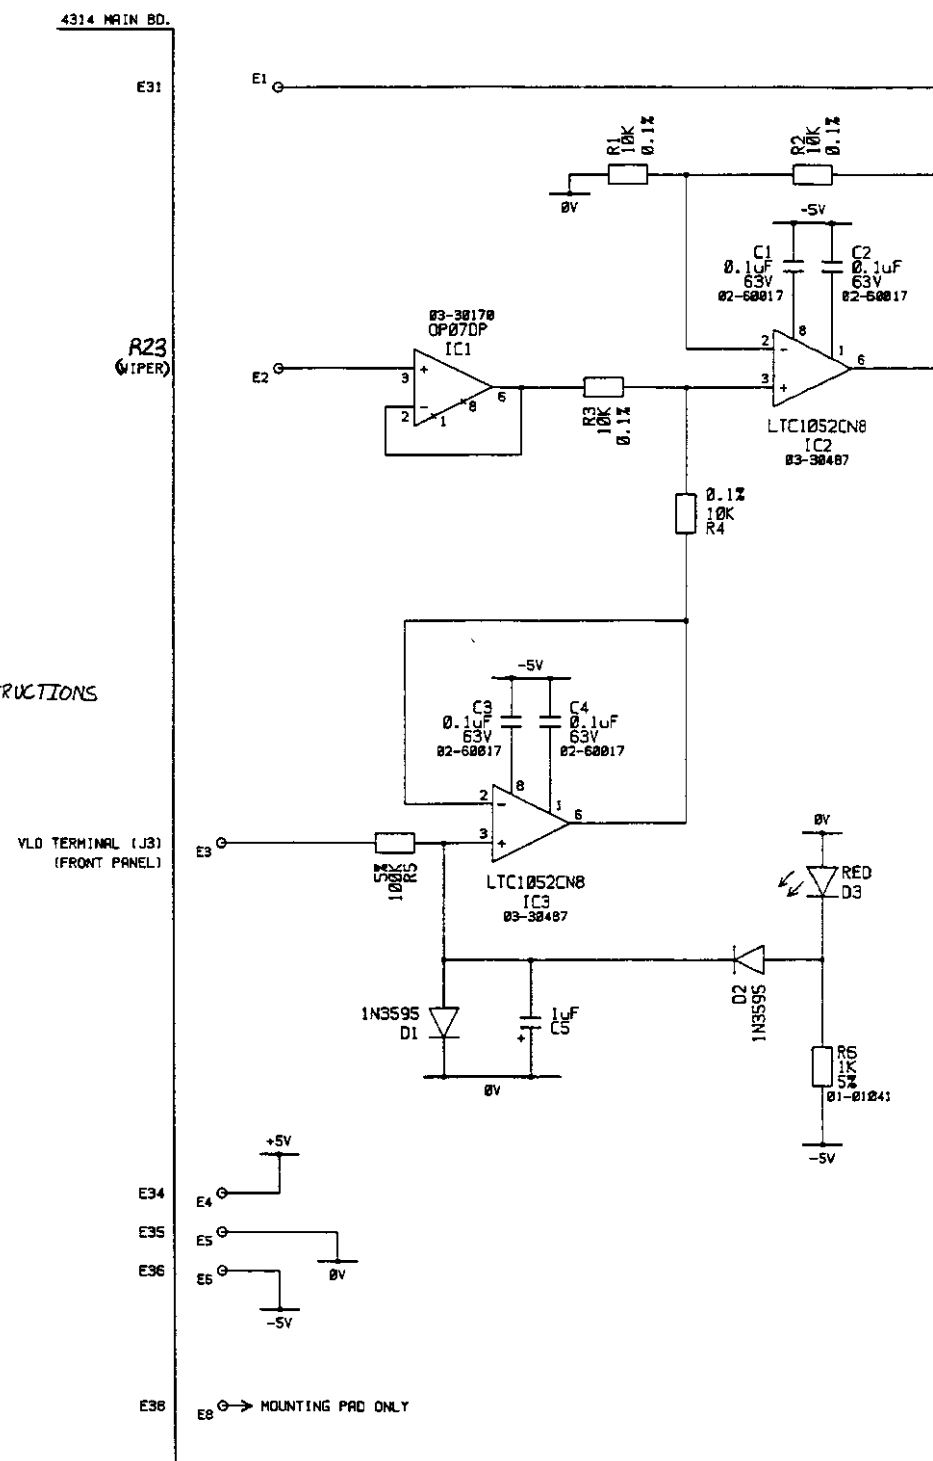 4314 MAIN BD.
E31
E1
R1
10K
0.1%
R2
10K
0.1%
0V
-5V
C1
0.1uF
63V
02-60017
C2
0.1uF
63V
02-60017
03-30170
OP07DP
IC1
R23
(WIPER)
E2
3
+
2
-
1
8
6
R3
10K
0.1%
2
-
3
+
8
1
6
LTC1052CN8
IC2
03-30487
0.1%
10K
R4
RUCTIONS
-5V
C3
0.1uF
63V
02-60017
C4
0.1uF
63V
02-60017
2
-
3
+
8
1
6
VLD TERMINAL (J3)
(FRONT PANEL)
E3
5%
100K
R5
LTC1052CN8
IC3
03-30487
0V
RED
D3
D2
1N3595
1N3595
D1
1uF
C5
+
0V
R6
1K
5%
01-01041
-5V
+5V
E34
E4
E35
E5
0V
E36
E6
-5V
E38
E8
MOUNTING PAD ONLY